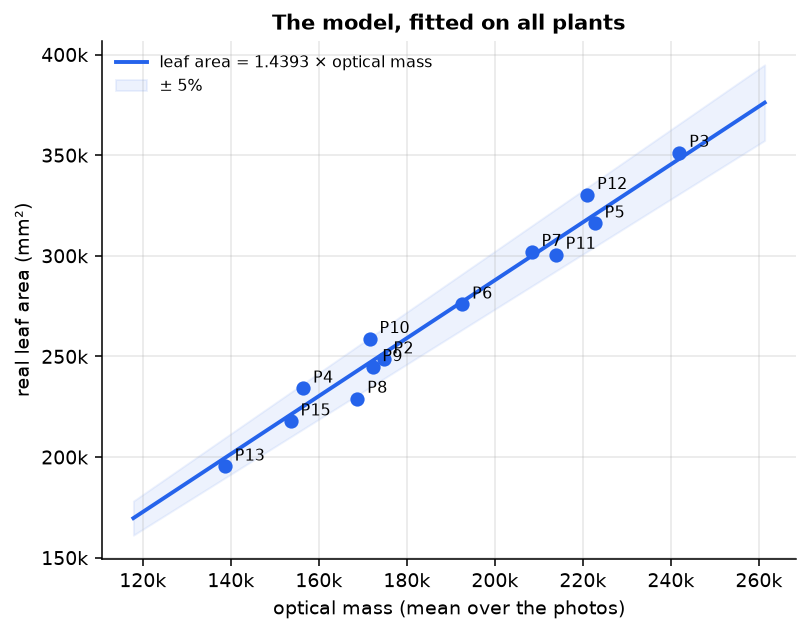 The model, fitted on all plants
leaf area = 1.4393 × optical mass
± 5%
400k
350k
300k
250k
200k
150k
real leaf area (mm²)
P3
P12
P5
P7
P11
P6
P10
P2
P9
P4
P8
P15
P13
120k
140k
160k
180k
200k
220k
240k
260k
optical mass (mean over the photos)